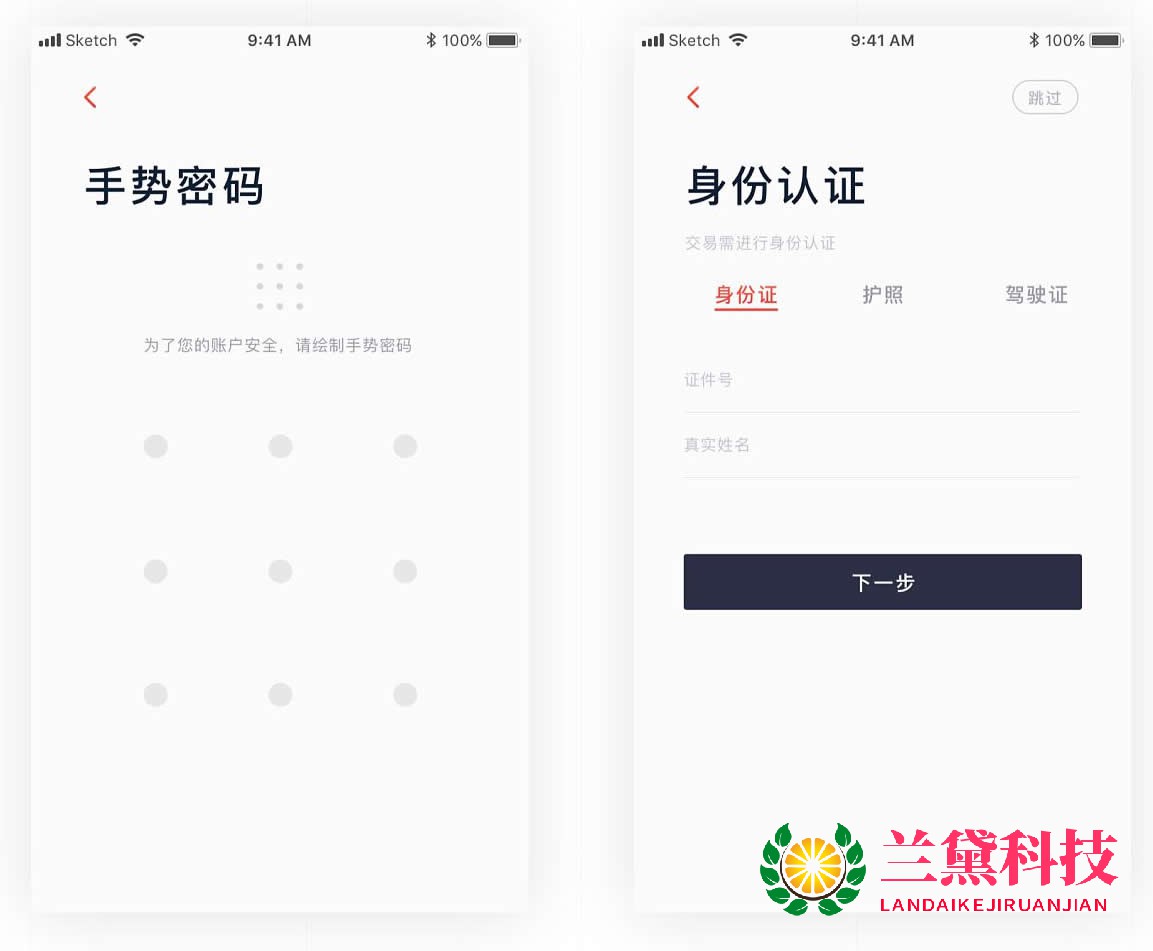 Sketch 9:41 AM 100%
手势密码
为了您的账户安全，请绘制手势密码
Sketch 9:41 AM 100%
跳过
身份认证
交易需进行身份认证
身份证 护照 驾驶证
证件号
真实姓名
下一步
兰黛科技
LANDAIKEJIRUANJIAN